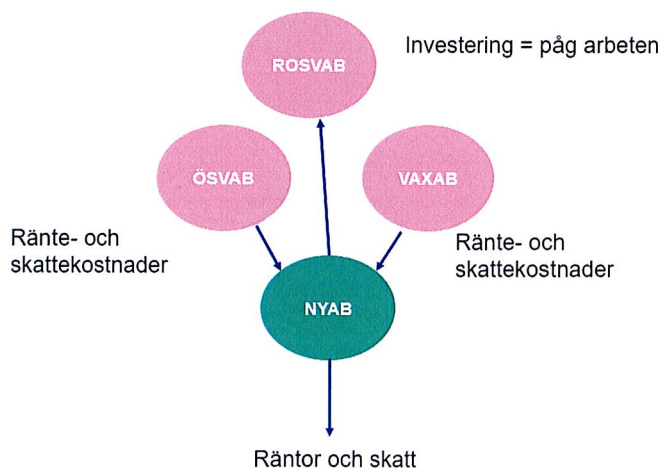 ROSVAB
Investering = påg arbeten
ÖSVAB
VAXAB
Ränte- och
skattekostnader
Ränte- och
skattekostnader
NYAB
Räntor och skatt